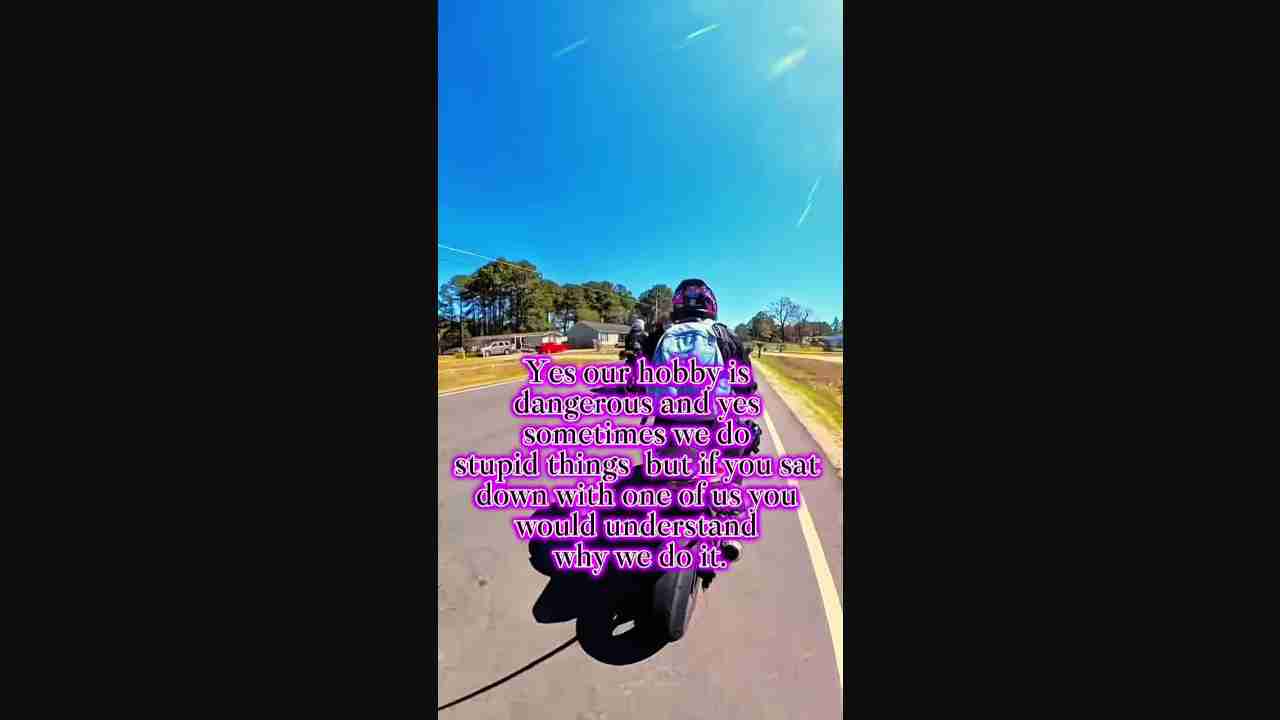 Yes our hobby is
dangerous and yes
sometimes we do
stupid things  but if you sat
down with one of us you
would understand
why we do it.